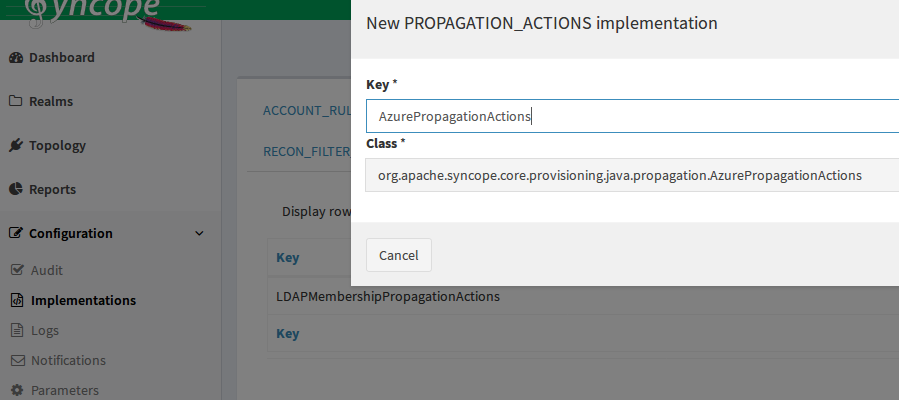 Syncope
New PROPAGATION_ACTIONS implementation
Dashboard
Realms
Topology
Reports
Configuration
Audit
Implementations
Logs
Notifications
Parameters
ACCOUNT_RUL
RECON_FILTER_
Display row
Key
LDAPMembershipPropagationActions
Key
Key *
AzurePropagationActions
Class *
org.apache.syncope.core.provisioning.java.propagation.AzurePropagationActions
Cancel